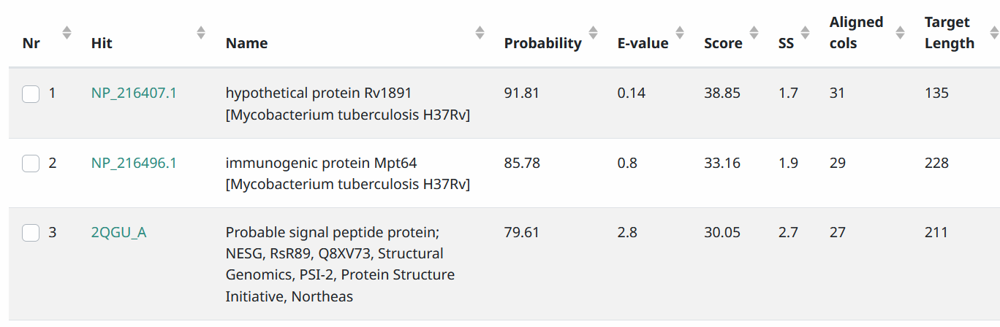 Nr Hit Name Probability E-value Score SS Aligned cols Target Length
1 NP_216407.1 hypothetical protein Rv1891 91.81 0.14 38.85 1.7 31 135
[Mycobacterium tuberculosis H37Rv]
2 NP_216496.1 immunogenic protein Mpt64 85.78 0.8 33.16 1.9 29 228
[Mycobacterium tuberculosis H37Rv]
3 2QGU_A Probable signal peptide protein; 79.61 2.8 30.05 2.7 27 211
NESG, RsR89, Q8XV73, Structural
Genomics, PSI-2, Protein Structure
Initiative, Northeas